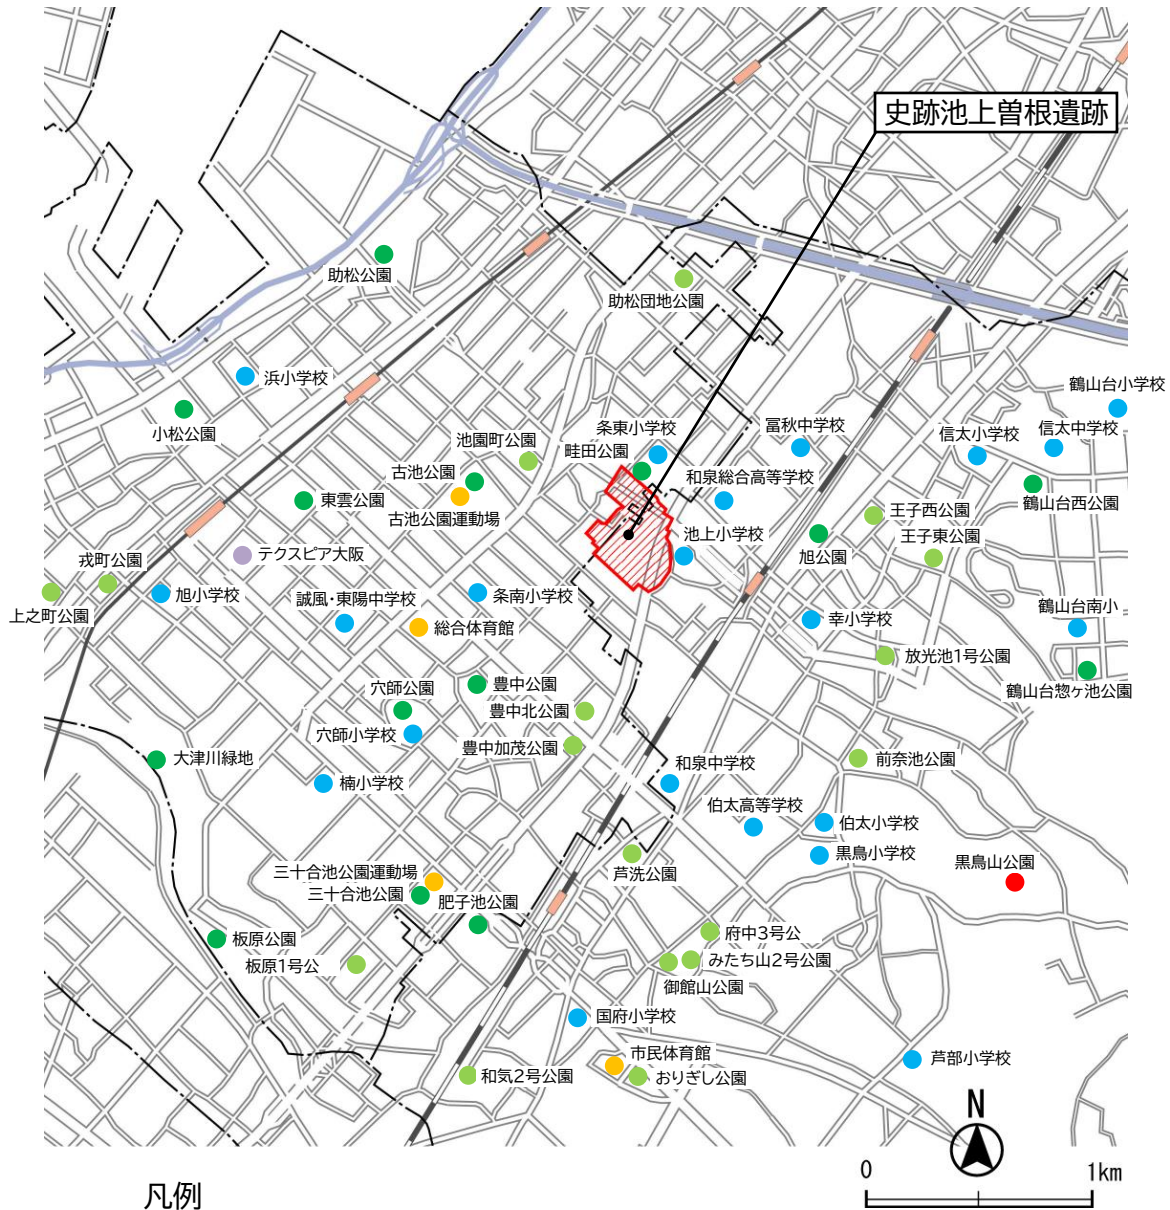 史跡池上曽根遺跡
助松公園
助松団地公園
浜小学校
鶴山台小学校
小松公園
池園町公園
条東小学校
冨秋中学校
信太小学校
信太中学校
畦田公園
古池公園
和泉総合高等学校
東雲公園
古池公園運動場
鶴山台西公園
王子西公園
池上小学校
旭公園
王子東公園
戎町公園
テクスピア大阪
上之町公園
旭小学校
誠風・東陽中学校
条南小学校
総合体育館
幸小学校
鶴山台南小
放光池1号公園
穴師公園
豊中公園
鶴山台惣ヶ池公園
豊中北公園
穴師小学校
豊中加茂公園
大津川緑地
楠小学校
和泉中学校
前奈池公園
伯太高等学校
伯太小学校
黒鳥小学校
黒鳥山公園
芦洗公園
三十合池公園運動場
三十合池公園
肥子池公園
板原公園
板原1号公
府中3号公
みたち山2号公園
御館山公園
国府小学校
市民体育館
芦部小学校
和気2号公園
おりぎし公園
N
0
1km
凡例